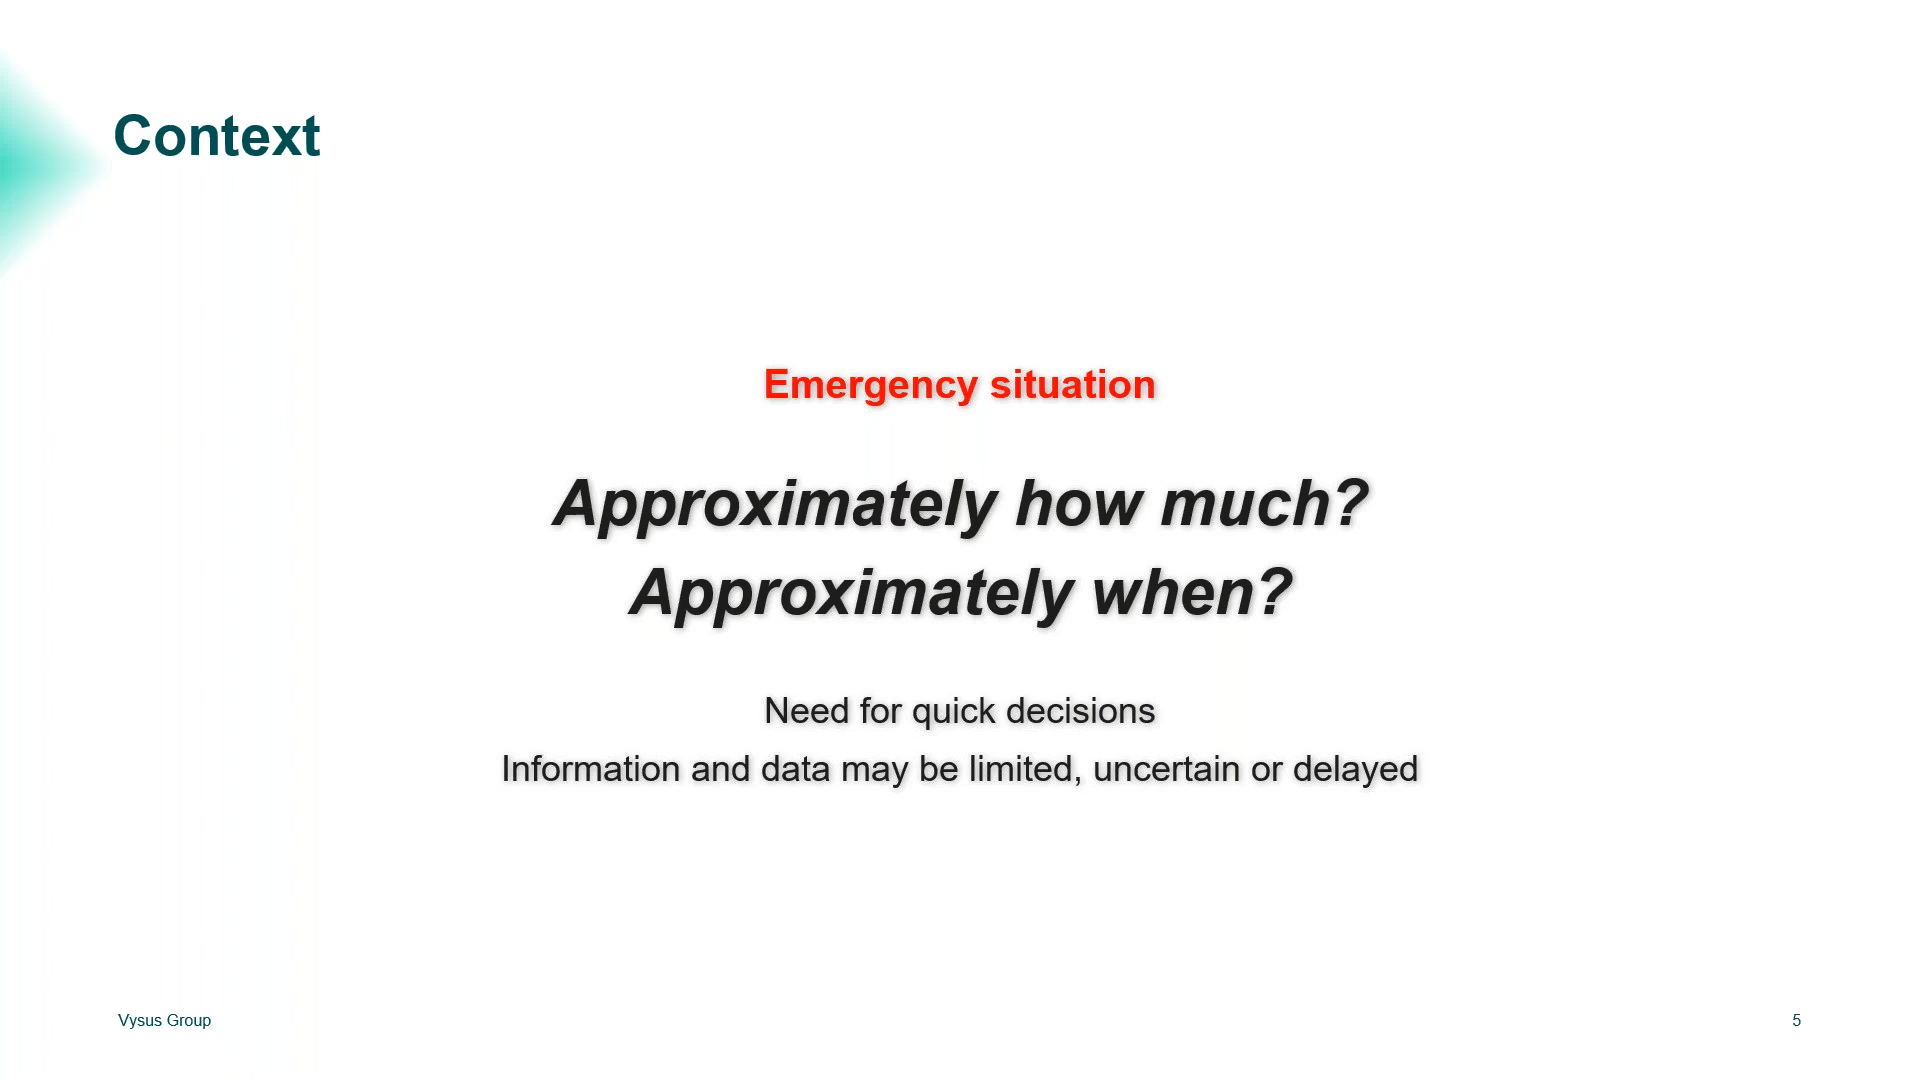 Context
Emergency situation
Approximately how much?
Approximately when?
Need for quick decisions
Information and data may be limited, uncertain or delayed
Vysus Group
5